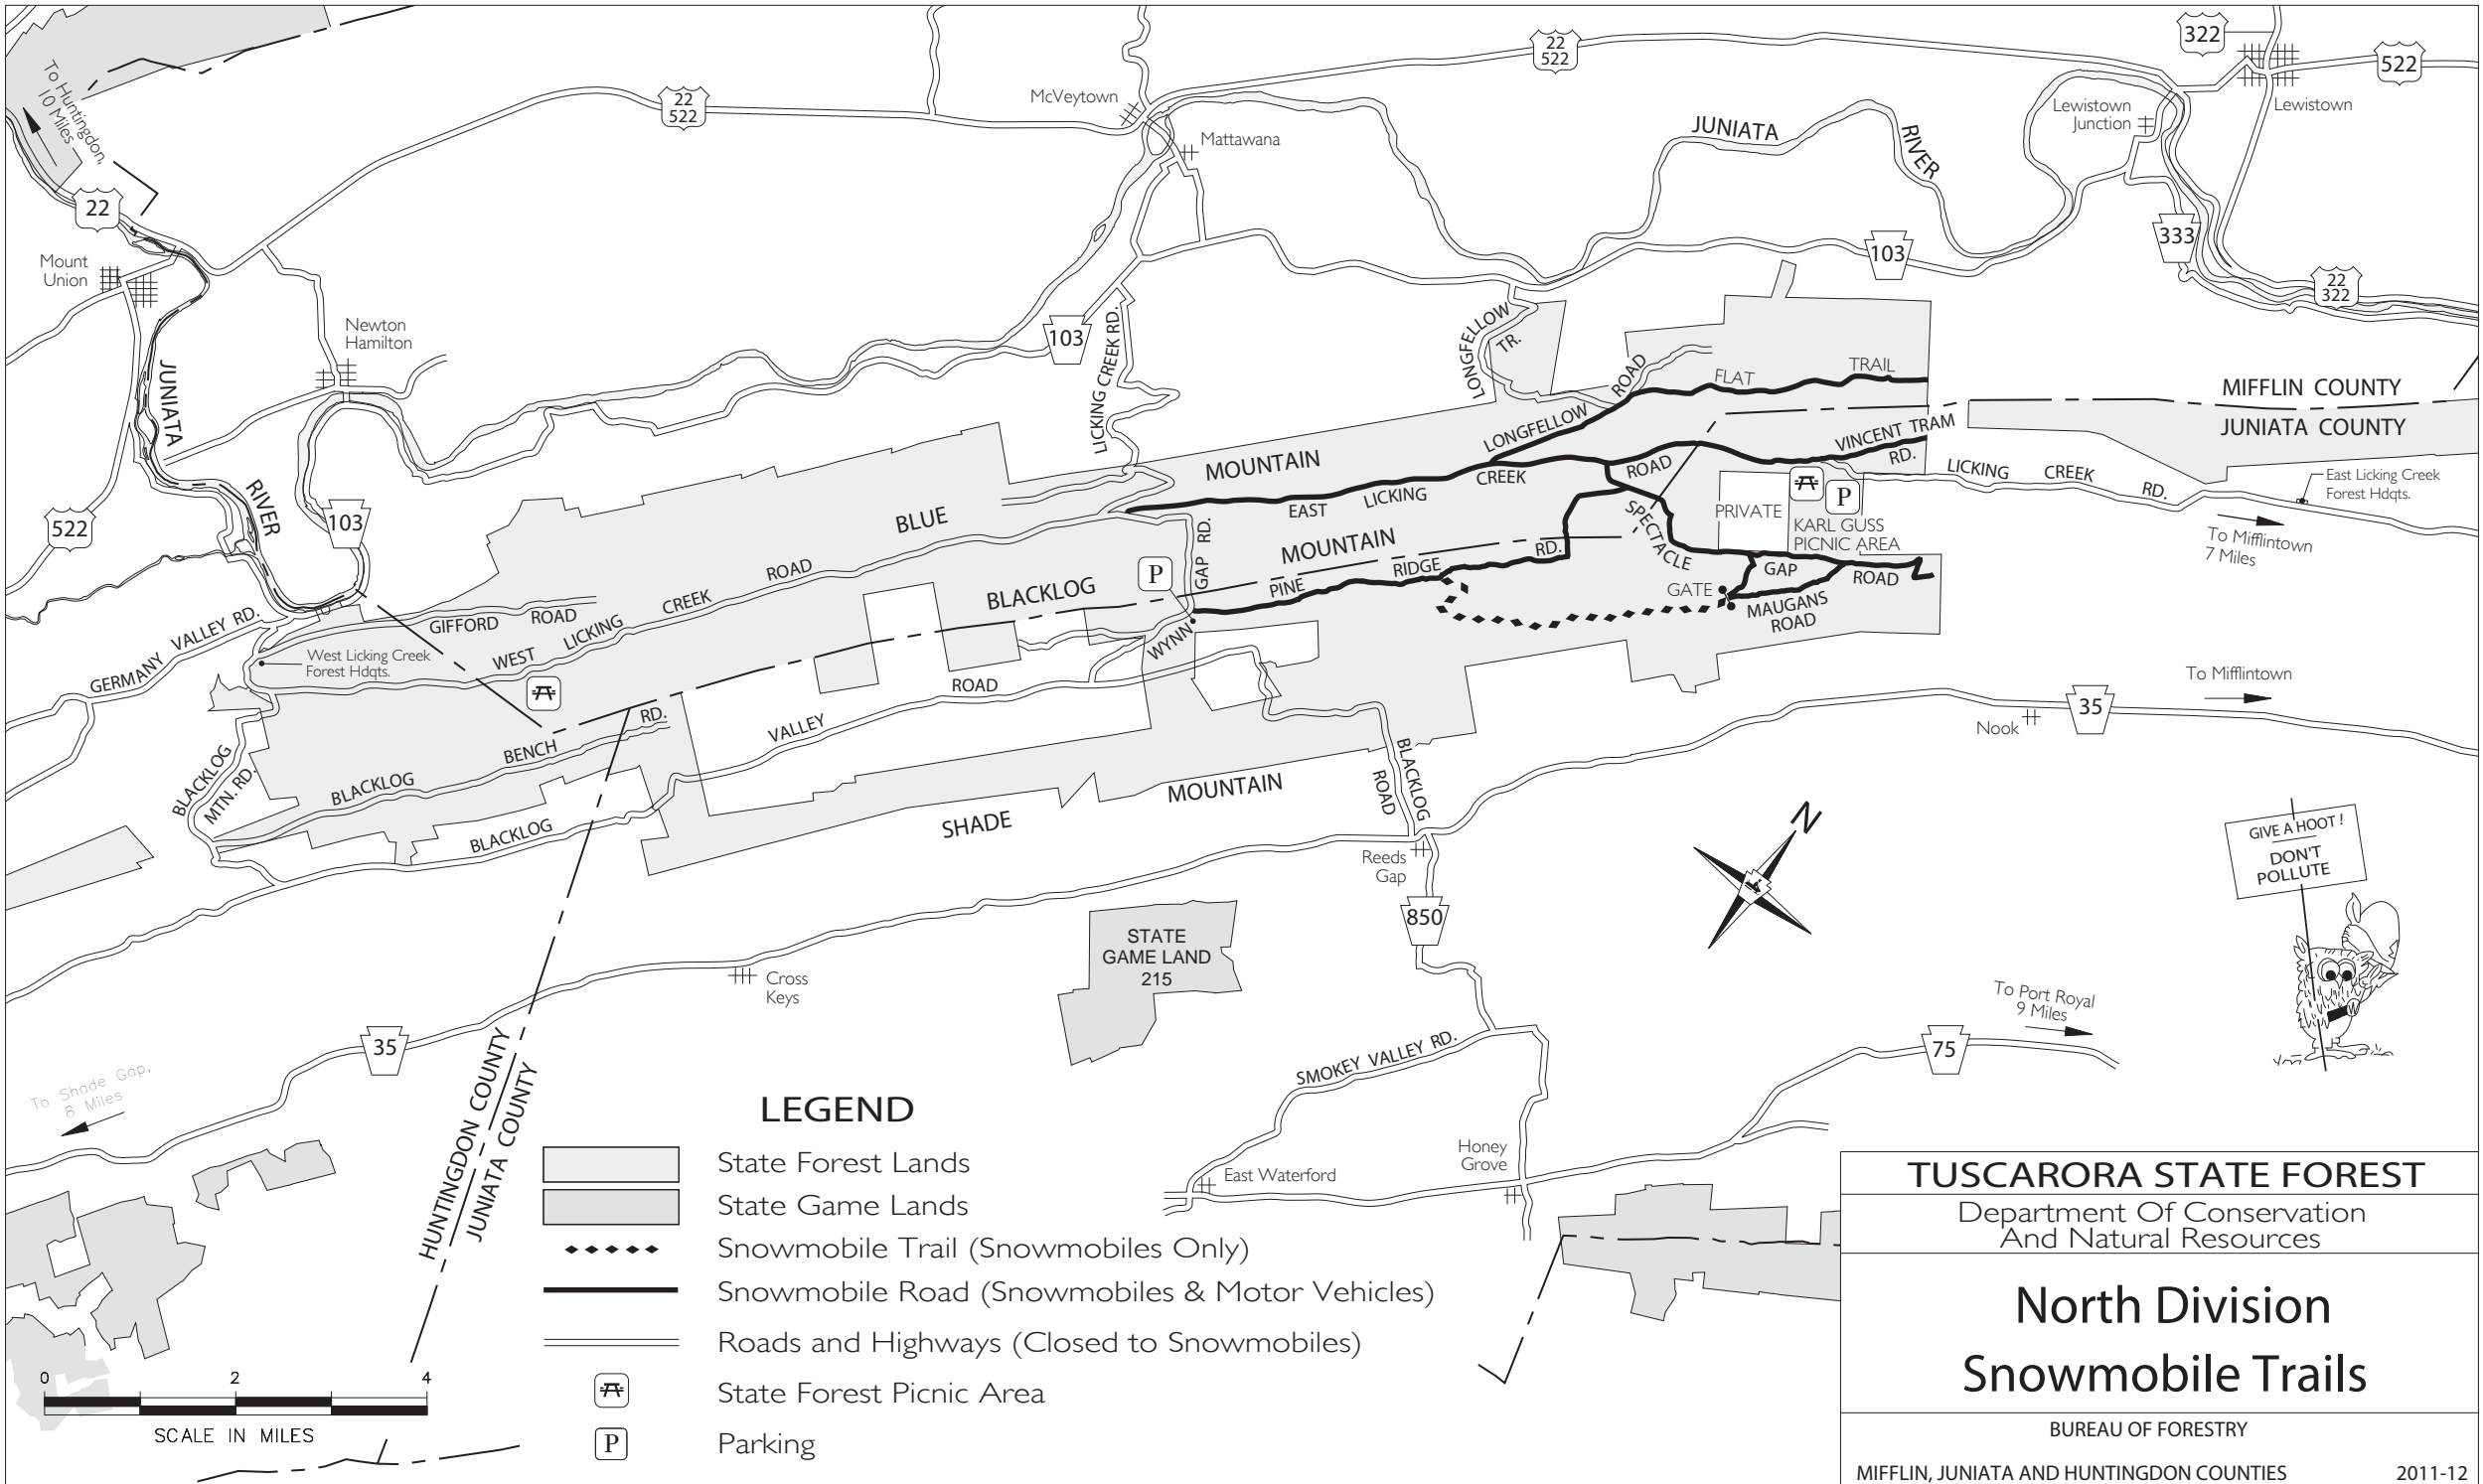 To Huntingdon,
10 Miles
22
522
22
522
322
522
McVeytown
Mattawana
JUNIATA
RIVER
Lewistown
Junction
Lewistown
22
Mount
Union
103
333
22
322
Newton
Hamilton
JUNIATA
RIVER
103
LICKING CREEK RD.
LONGFELLOW
TR.
ROAD
LONGFELLOW
FLAT
TRAIL
MIFFLIN COUNTY
JUNIATA COUNTY
VINCENT TRAM
RD.
MOUNTAIN
EAST
LICKING
CREEK
ROAD
LICKING
CREEK
RD.
East Licking Creek
Forest Hdqts.
To Mifflintown
7 Miles
522
103
BLUE
PRIVATE
P
KARL GUSS
PICNIC AREA
SPECTACLE
GAP
ROAD
GATE
MAUGANS
ROAD
MOUNTAIN
PINE
RIDGE
RD.
P
GAP
RD.
WYNN
BLACKLOG
ROAD
CREEK
LICKING
WEST
GIFFORD
ROAD
GERMANY
VALLEY RD.
West Licking Creek
Forest Hdqts.
BLACKLOG
MTN. RD.
BLACKLOG
BENCH
RD.
BLACKLOG
VALLEY
ROAD
SHADE
MOUNTAIN
BLACKLOG
ROAD
To Mifflintown
35
Nook
Reeds
Gap
850
N
GIVE A HOOT !
DON'T
POLLUTE
STATE
GAME LAND
215
Cross
Keys
35
To Shade Gap,
8 Miles
HUNTINGDON COUNTY
JUNIATA COUNTY
SMOKEY VALLEY RD.
To Port Royal
9 Miles
75
East Waterford
Honey
Grove
LEGEND
State Forest Lands
State Game Lands
Snowmobile Trail (Snowmobiles Only)
Snowmobile Road (Snowmobiles & Motor Vehicles)
Roads and Highways (Closed to Snowmobiles)
State Forest Picnic Area
P
Parking
0
2
4
SCALE IN MILES
TUSCARORA STATE FOREST
Department Of Conservation
And Natural Resources
North Division
Snowmobile Trails
BUREAU OF FORESTRY
MIFFLIN, JUNIATA AND HUNTINGDON COUNTIES
2011-12